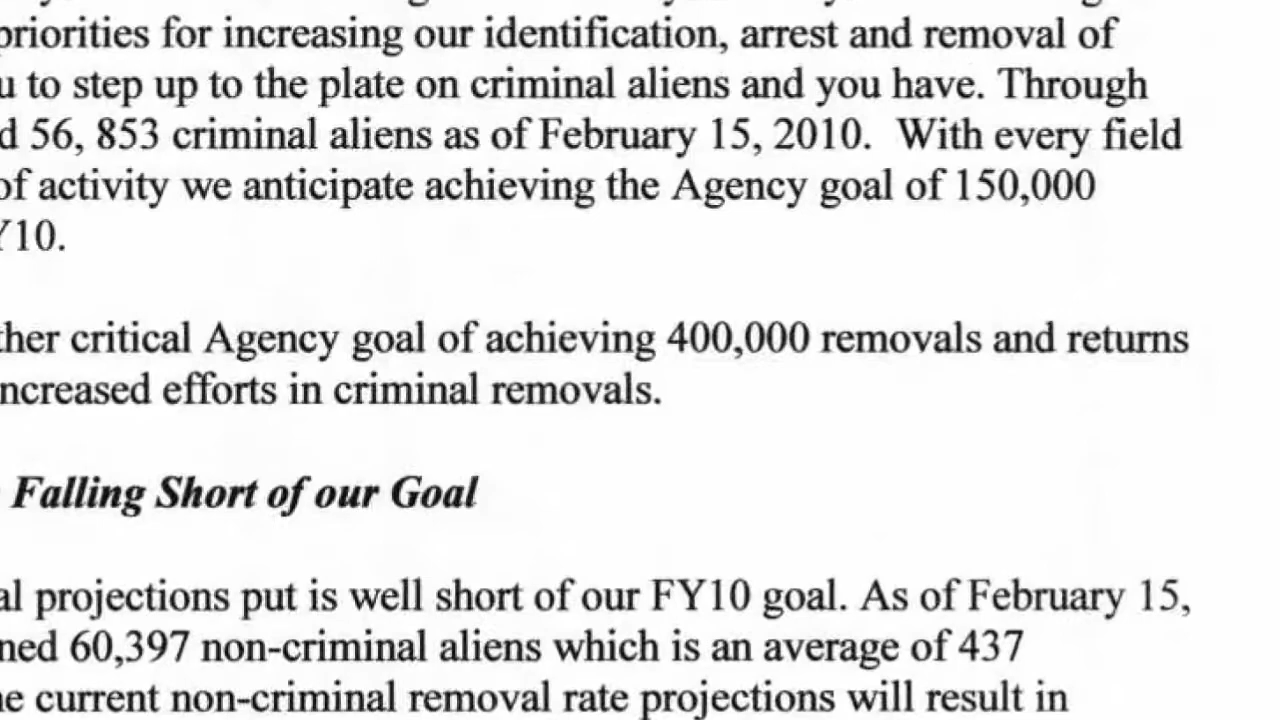 priorities for increasing our identification, arrest and removal of
u to step up to the plate on criminal aliens and you have. Through
d 56, 853 criminal aliens as of February 15, 2010.  With every field
of activity we anticipate achieving the Agency goal of 150,000
Y10.
ther critical Agency goal of achieving 400,000 removals and returns
ncreased efforts in criminal removals.
Falling Short of our Goal
al projections put is well short of our FY10 goal. As of February 15,
ned 60,397 non-criminal aliens which is an average of 437
he current non-criminal removal rate projections will result in